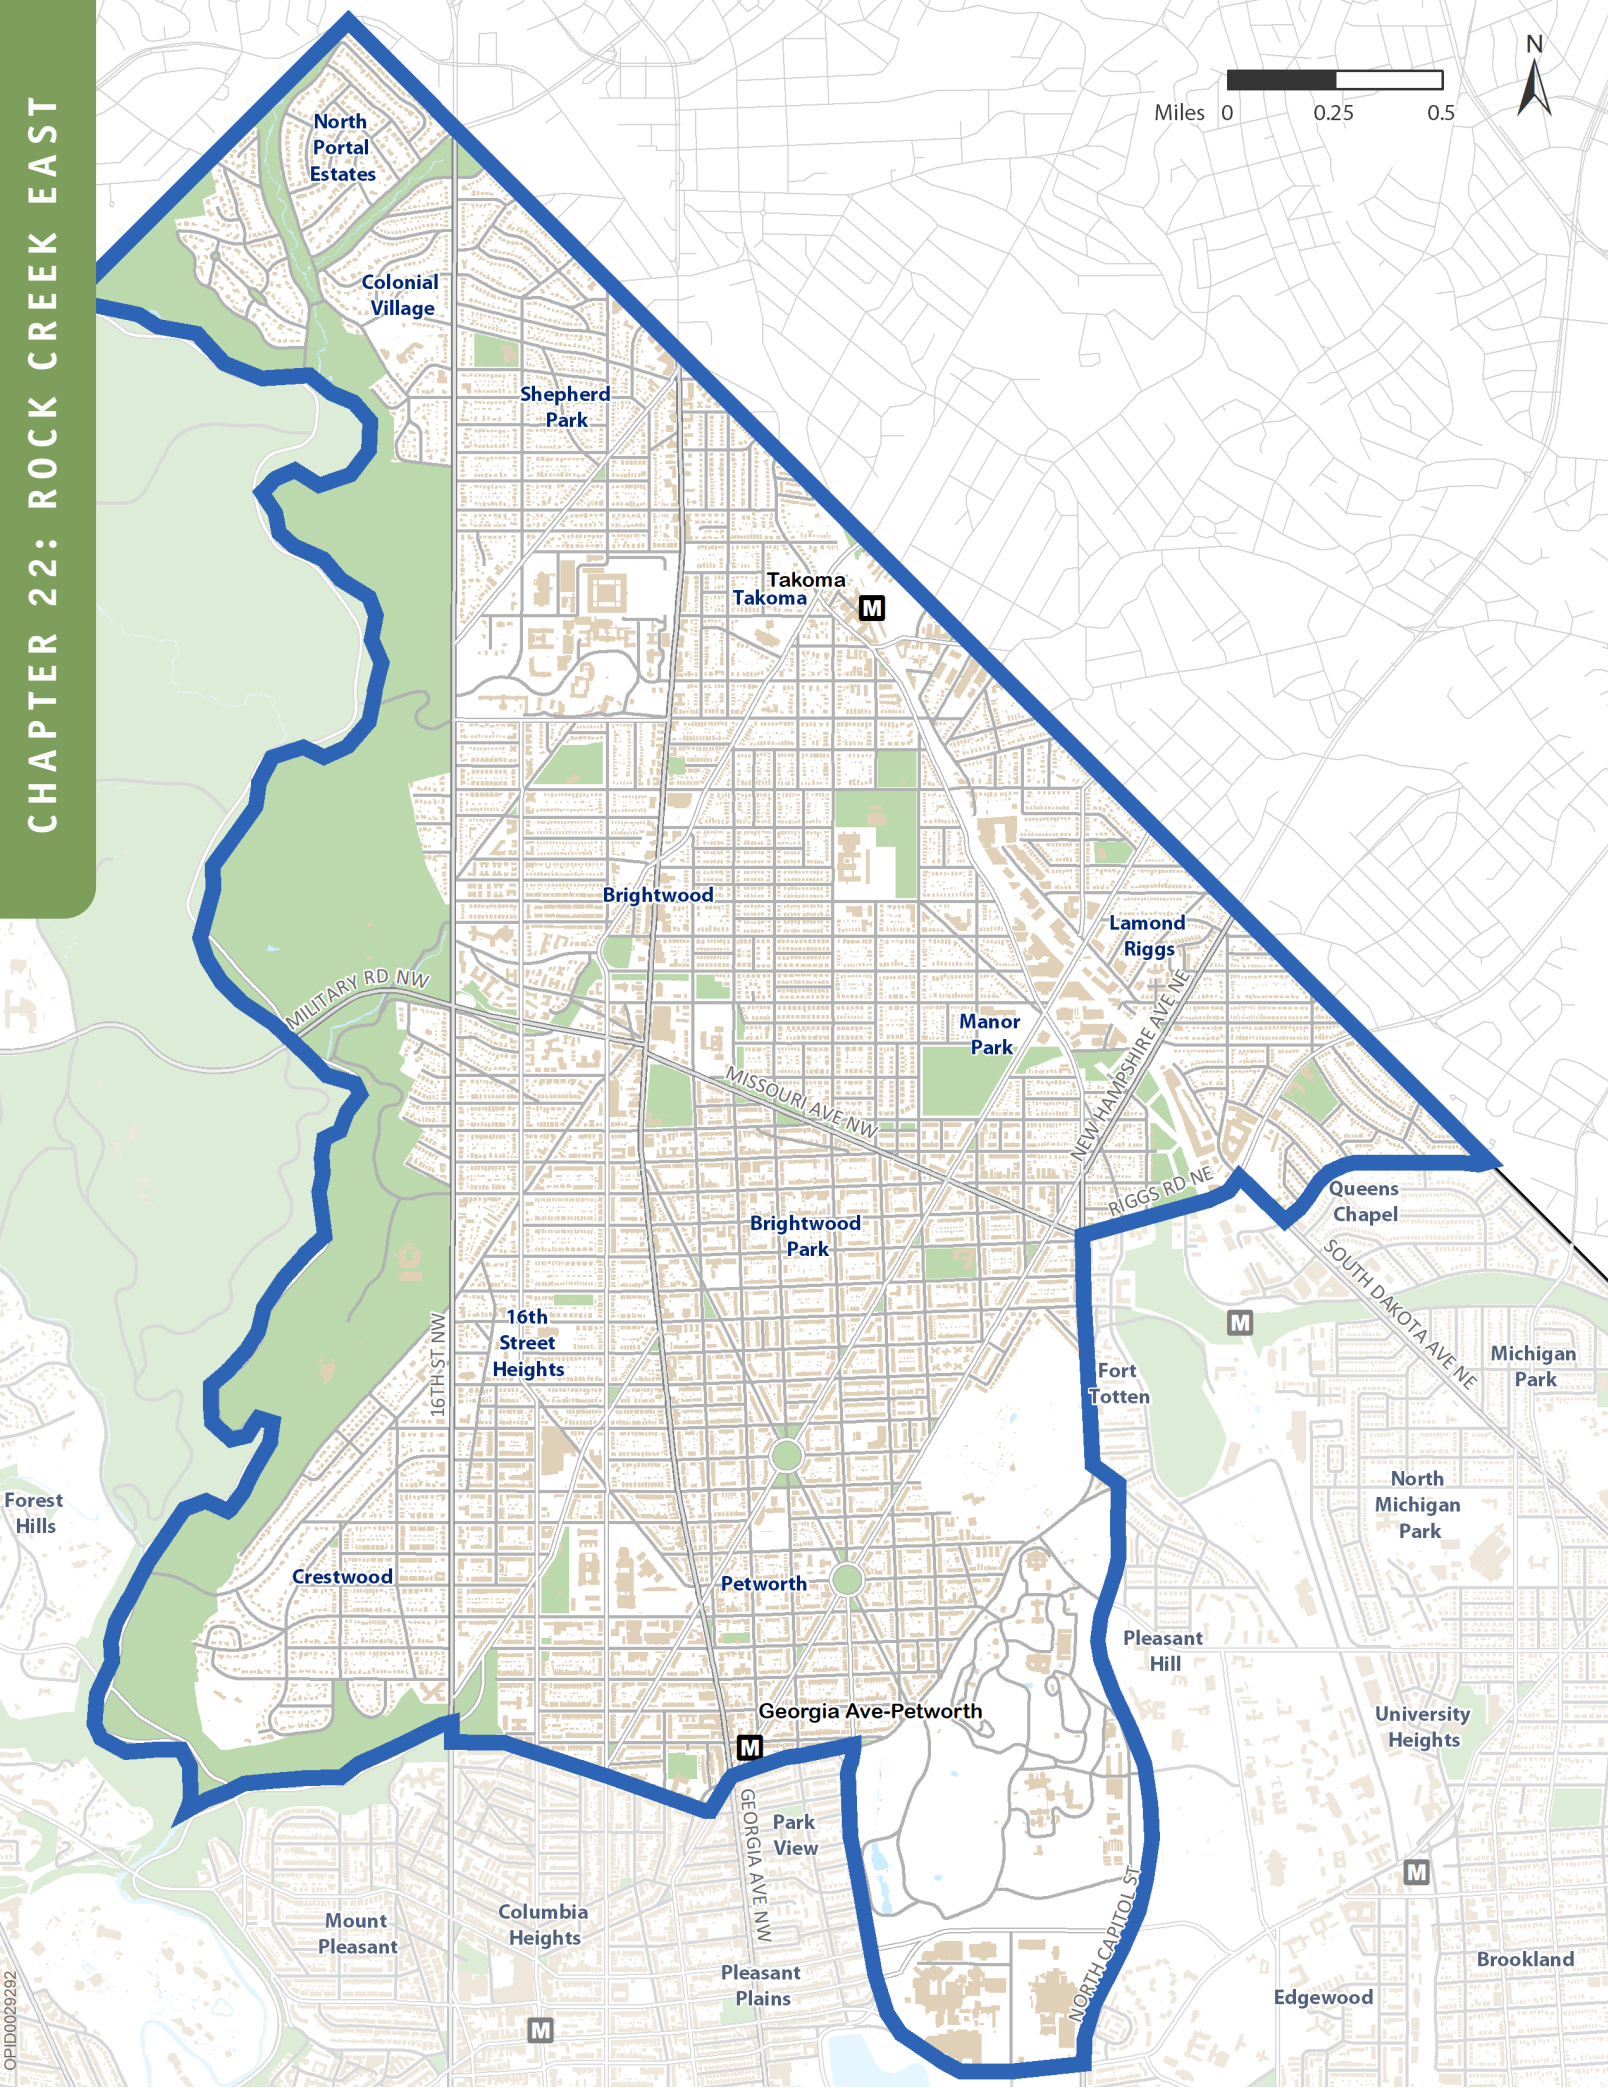 CHAPTER 22: ROCK CREEK EAST
N
Miles 0 0.25 0.5
North
Portal
Estates
Colonial
Village
Shepherd
Park
Takoma
Takoma
M
Brightwood
Lamond
Riggs
MILITARY RD NW
Manor
Park
NEW HAMPSHIRE AVE NE
MISSOURI AVE NW
RIGGS RD NE
Queens
Chapel
Brightwood
Park
SOUTH DAKOTA AVE NE
16th
Street
Heights
16TH ST NW
M
Michigan
Park
Fort
Totten
Forest
Hills
North
Michigan
Park
Crestwood
Petworth
Pleasant
Hill
Georgia Ave-Petworth
M
University
Heights
GEORGIA AVE NW
Park
View
M
Mount
Pleasant
Columbia
Heights
NORTH CAPITOL ST
Brookland
Pleasant
Plains
Edgewood
M
OPID0029292